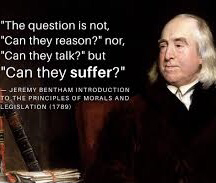 "The question is not,
"Can they reason?" nor,
"Can they talk?" but
"Can they suffer?"
— JEREMY BENTHAM INTRODUCTION
TO THE PRINCIPLES OF MORALS AND
LEGISLATION (1789)